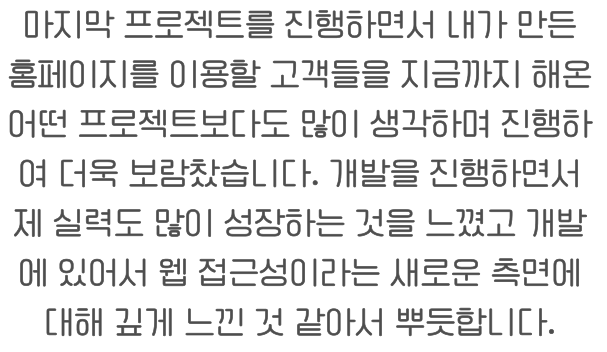 마지막 프로젝트를 진행하면서 내가 만든
홈페이지를 이용할 고객들을 지금까지 해온
어떤 프로젝트보다도 많이 생각하며 진행하
여 더욱 보람찼습니다. 개발을 진행하면서
제 실력도 많이 성장하는 것을 느꼈고 개발
에 있어서 웹 접근성이라는 새로운 측면에
대해 깊게 느낀 것 같아서 뿌듯합니다.